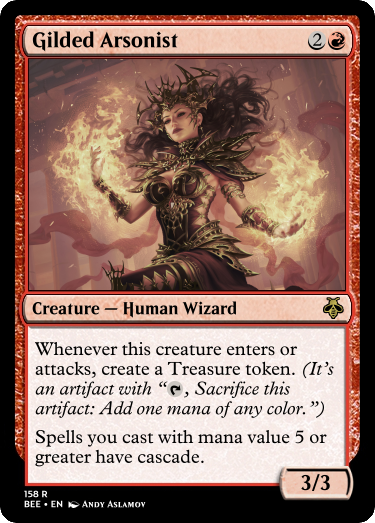 Gilded Arsonist 2
Creature — Human Wizard
Whenever this creature enters or
attacks, create a Treasure token. (It's
an artifact with “, Sacrifice this
artifact: Add one mana of any color.”)
Spells you cast with mana value 5 or
greater have cascade.
3/3
158 R
BEE • EN Andy Aslamov